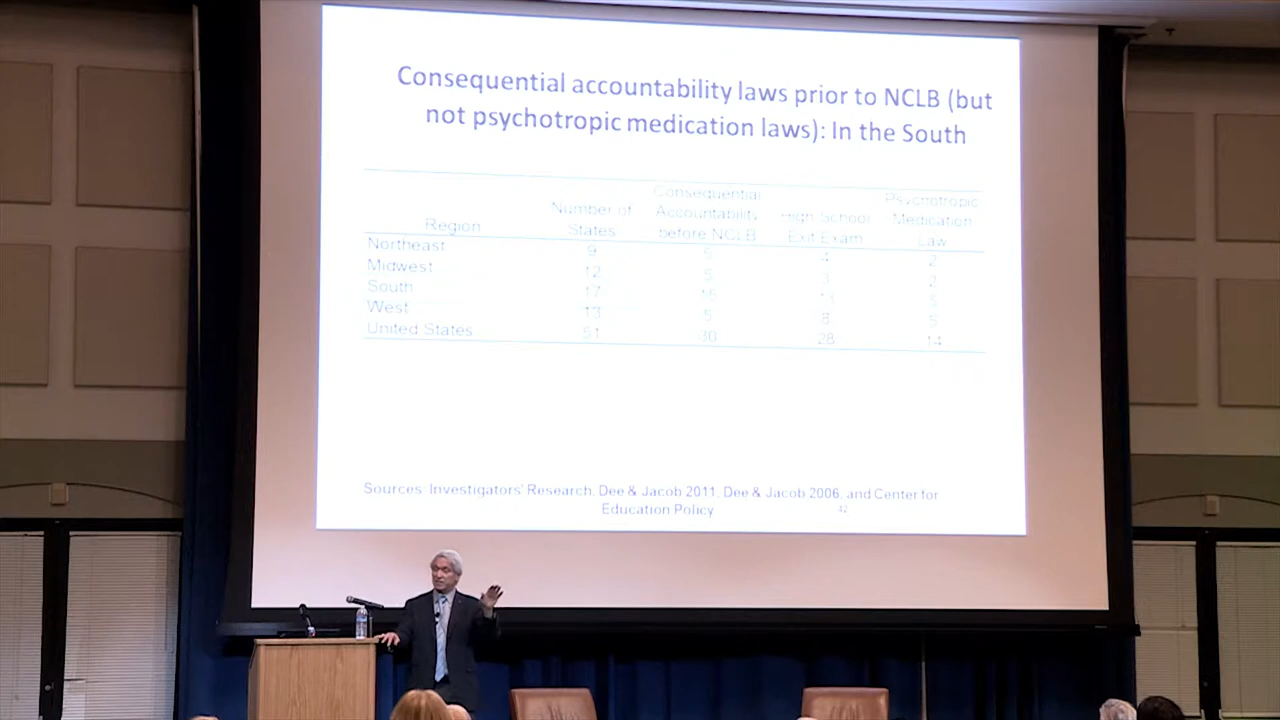 Consequential accountability laws prior to NCLB (but
not psychotropic medication laws): In the South
Region Number of States Consequential Accountability before NCLB High School Exit Exam Psychotropic Medication Law
Northeast 9 5 4 2
Midwest 12 5 3 2
South 17 15 13 5
West 13 5 8 5
United States 51 30 28 14
Sources: Investigators' Research, Dee & Jacob 2011, Dee & Jacob 2006, and Center for
Education Policy
42